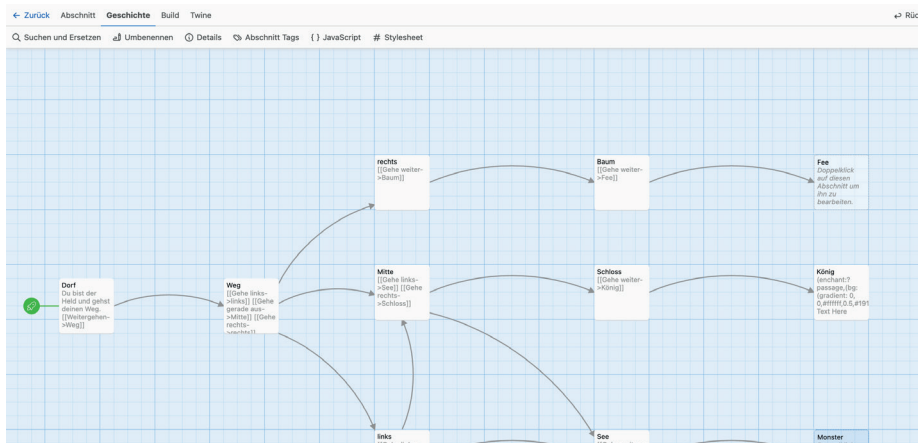 ← Zurück Abschnitt Geschichte Build Twine
Suchen und Ersetzen Umbenennen Details Abschnitt Tags { } JavaScript # Stylesheet
rechts
[[Gehe weiter-
>Baum]]
Baum
[[Gehe weiter-
>Fee]]
Fee
Doppelklick
auf diesen
Abschnitt um
ihn zu
bearbeiten.
Dorf
Du bist der
Held und gehst
deinen Weg.
[[Weitergehen-
>Weg]]
Weg
[[Gehe links-
>links]] [[Gehe
gerade aus-
>Mitte]] [[Gehe
rechts-
>rechts]]
Mitte
[[Gehe links-
>See]] [[Gehe
rechts-
>Schloss]]
Schloss
[[Gehe weiter-
>König]]
König
(enchant:?
passage,(bg:
(gradient: 0,
0,#ffffff,0.5,#191
Text Here
links
See
Monster